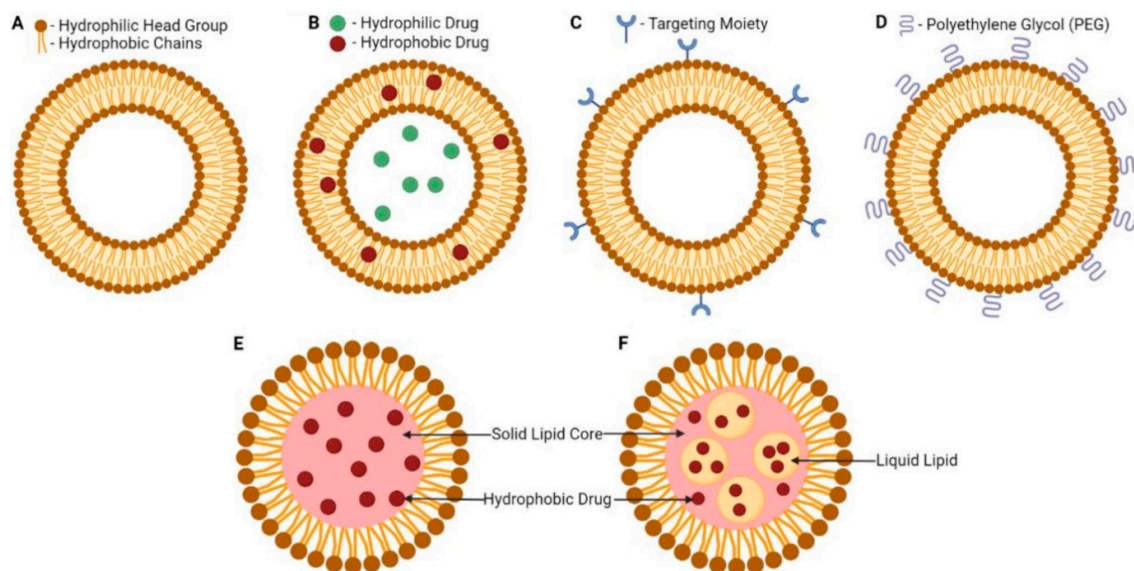 A
- Hydrophilic Head Group
- Hydrophobic Chains
B
- Hydrophilic Drug
- Hydrophobic Drug
C
- Targeting Moiety
D
- Polyethylene Glycol (PEG)
E
F
Solid Lipid Core
Liquid Lipid
Hydrophobic Drug